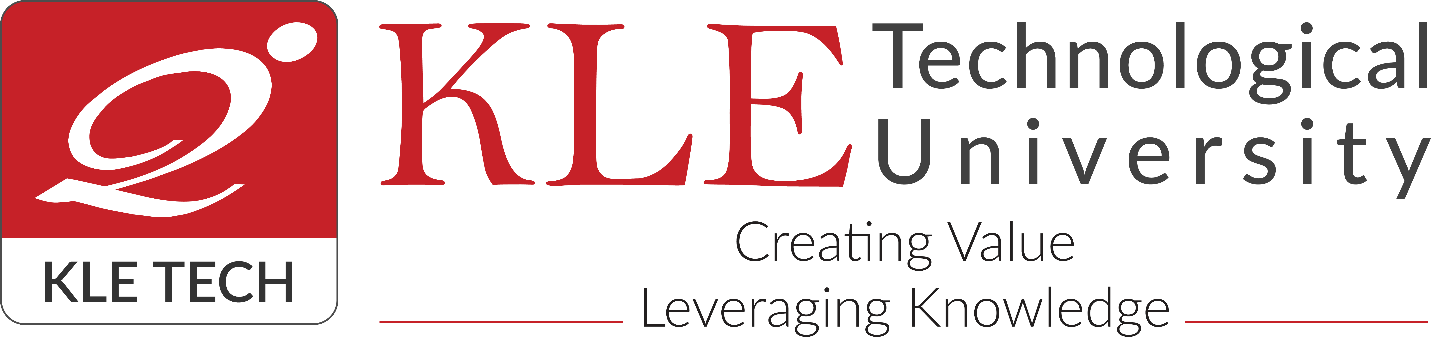 KLE TECH
KLE Technological
University
Creating Value
Leveraging Knowledge